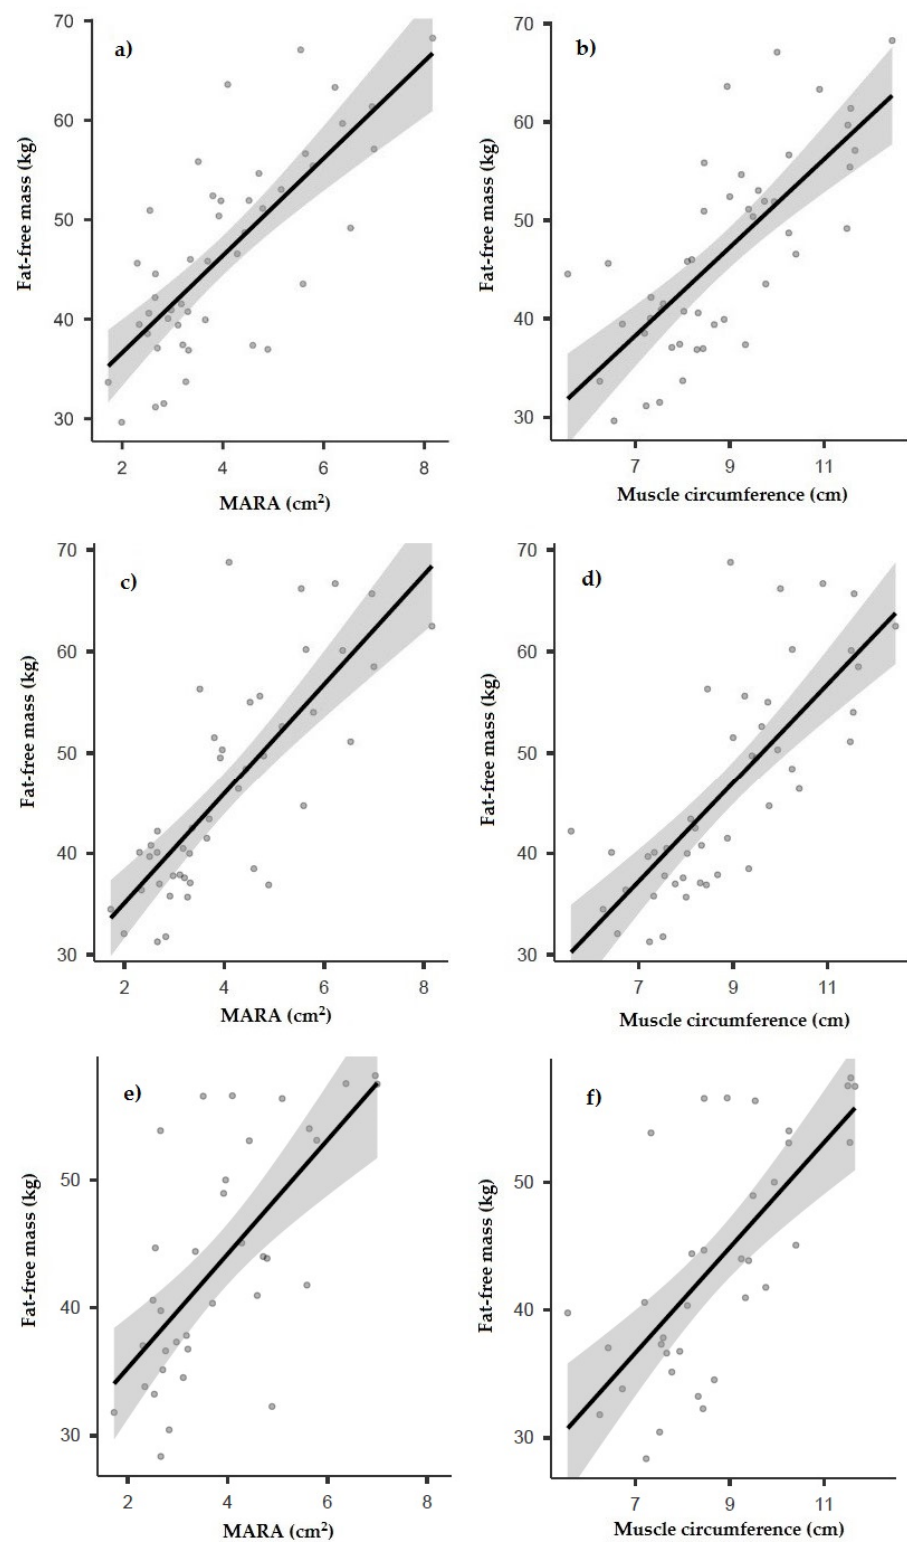 a)
70
60
50
40
30
Fat-free mass (kg)
2 4 6 8
MARA (cm²)
b)
70
60
50
40
30
Fat-free mass (kg)
7 9 11
Muscle circumference (cm)
c)
70
60
50
40
30
Fat-free mass (kg)
2 4 6 8
MARA (cm²)
d)
70
60
50
40
30
Fat-free mass (kg)
7 9 11
Muscle circumference (cm)
e)
50
40
30
Fat-free mass (kg)
2 4 6 8
MARA (cm²)
f)
50
40
30
Fat-free mass (kg)
7 9 11
Muscle circumference (cm)